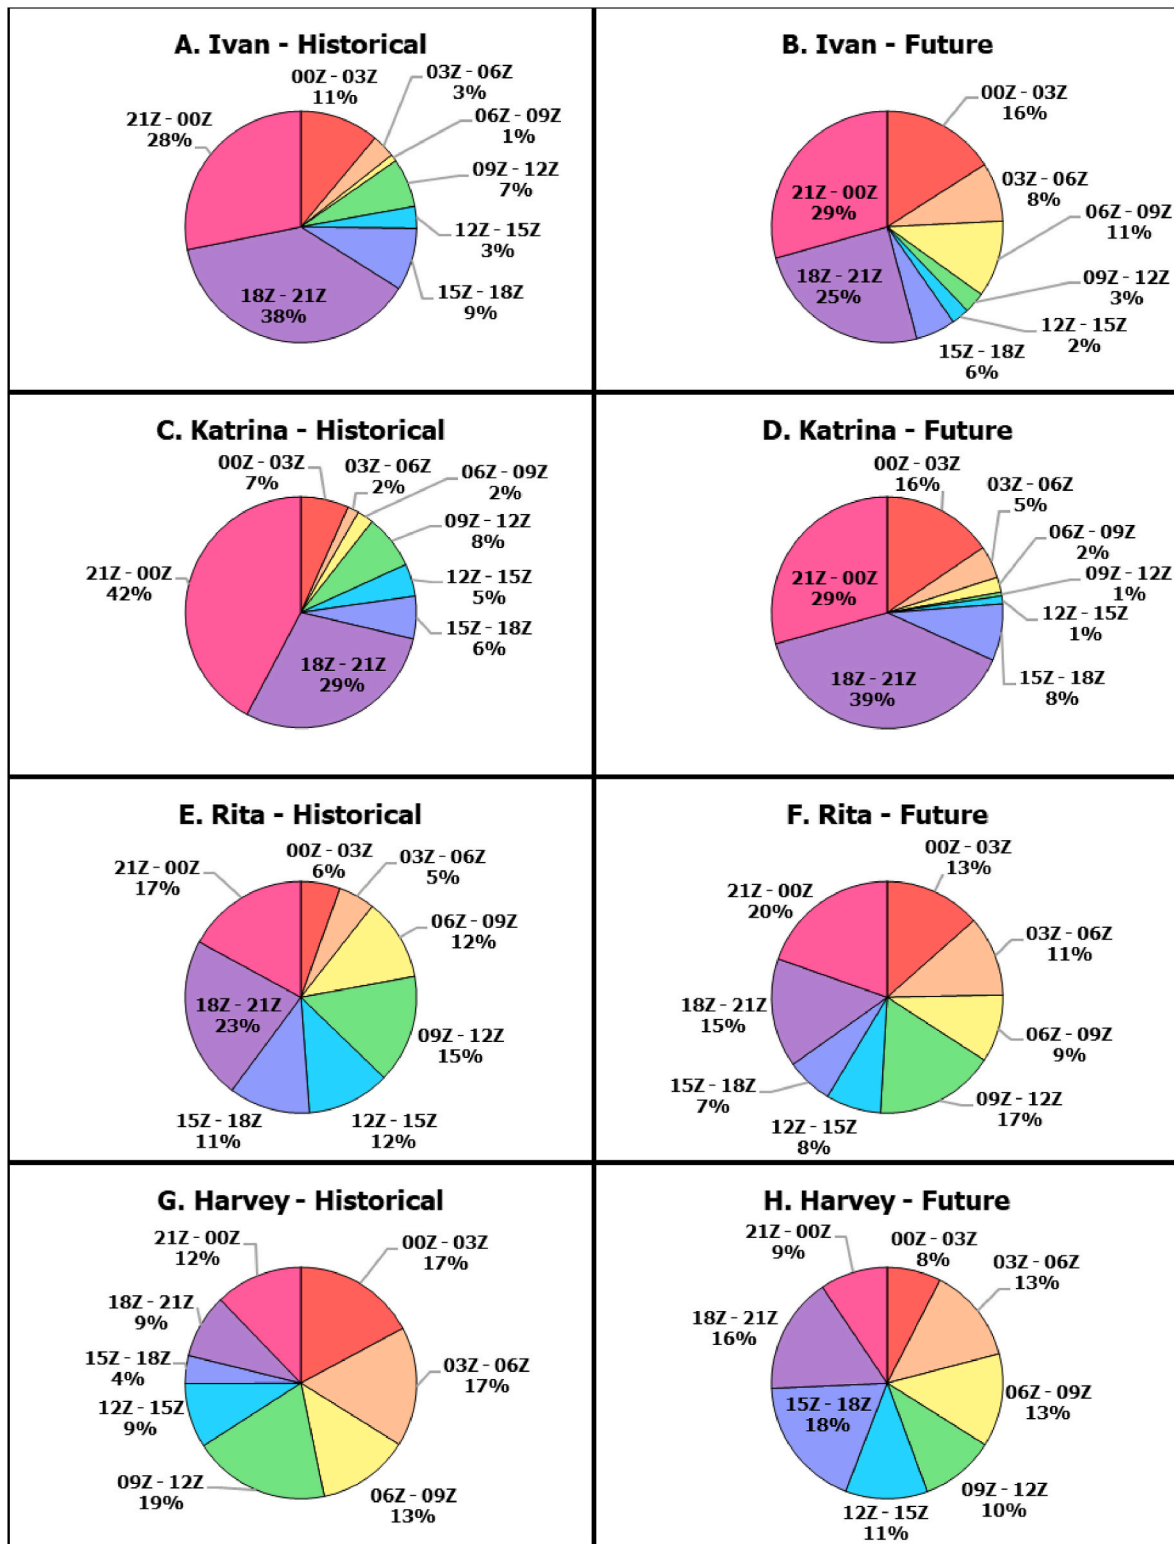 A. Ivan - Historical
00Z - 03Z
11%
03Z - 06Z
3%
06Z - 09Z
1%
09Z - 12Z
7%
12Z - 15Z
3%
15Z - 18Z
9%
18Z - 21Z
38%
21Z - 00Z
28%
B. Ivan - Future
00Z - 03Z
16%
03Z - 06Z
8%
06Z - 09Z
11%
09Z - 12Z
3%
12Z - 15Z
2%
15Z - 18Z
6%
18Z - 21Z
25%
21Z - 00Z
29%
C. Katrina - Historical
00Z - 03Z
7%
03Z - 06Z
2%
06Z - 09Z
2%
09Z - 12Z
8%
12Z - 15Z
5%
15Z - 18Z
6%
18Z - 21Z
29%
21Z - 00Z
42%
D. Katrina - Future
00Z - 03Z
16%
03Z - 06Z
5%
06Z - 09Z
2%
09Z - 12Z
1%
12Z - 15Z
1%
15Z - 18Z
8%
18Z - 21Z
39%
21Z - 00Z
29%
E. Rita - Historical
00Z - 03Z
6%
03Z - 06Z
5%
06Z - 09Z
12%
09Z - 12Z
15%
12Z - 15Z
12%
15Z - 18Z
11%
18Z - 21Z
23%
21Z - 00Z
17%
F. Rita - Future
00Z - 03Z
13%
03Z - 06Z
11%
06Z - 09Z
9%
09Z - 12Z
17%
12Z - 15Z
8%
15Z - 18Z
7%
18Z - 21Z
15%
21Z - 00Z
20%
G. Harvey - Historical
00Z - 03Z
17%
03Z - 06Z
17%
06Z - 09Z
13%
09Z - 12Z
19%
12Z - 15Z
9%
15Z - 18Z
4%
18Z - 21Z
9%
21Z - 00Z
12%
H. Harvey - Future
00Z - 03Z
8%
03Z - 06Z
13%
06Z - 09Z
13%
09Z - 12Z
10%
12Z - 15Z
11%
15Z - 18Z
18%
18Z - 21Z
16%
21Z - 00Z
9%